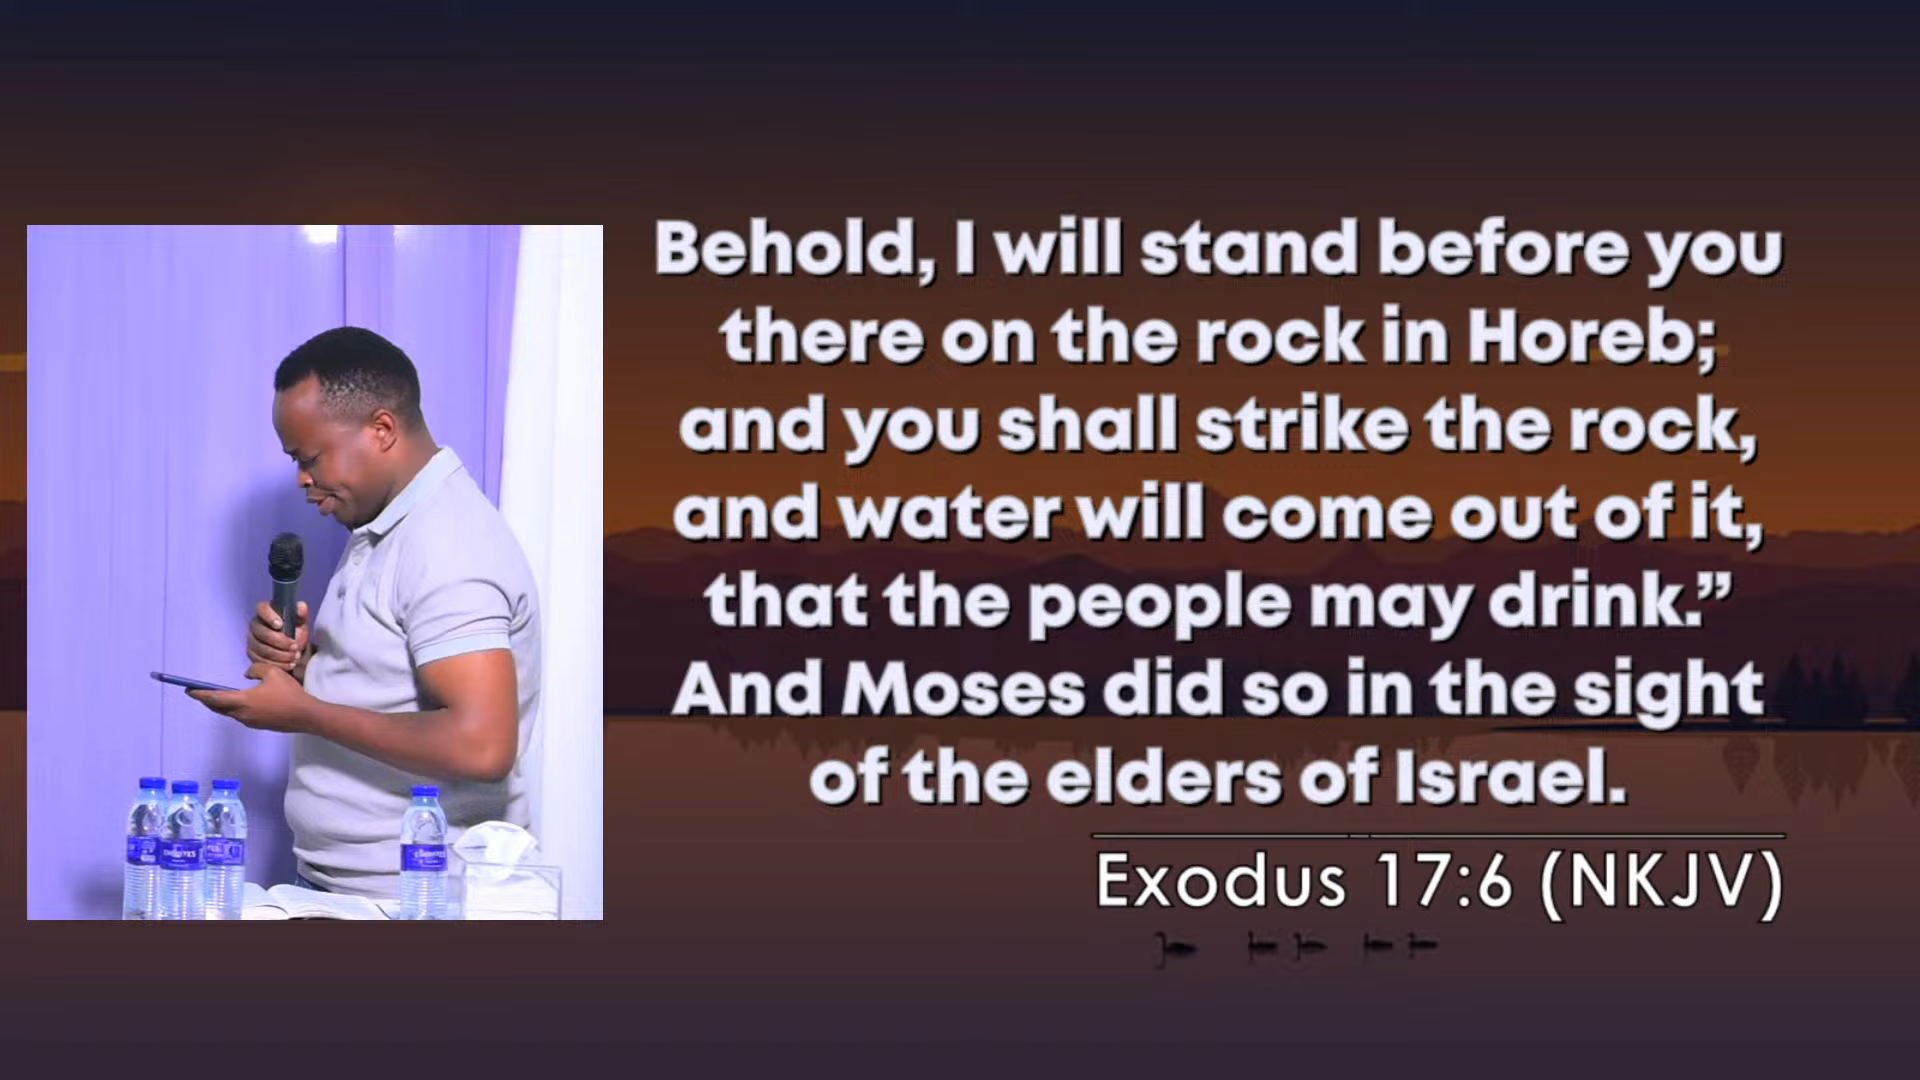 Behold, I will stand before you
there on the rock in Horeb;
and you shall strike the rock,
and water will come out of it,
that the people may drink.”
And Moses did so in the sight
of the elders of Israel.
Exodus 17:6 (NKJV)